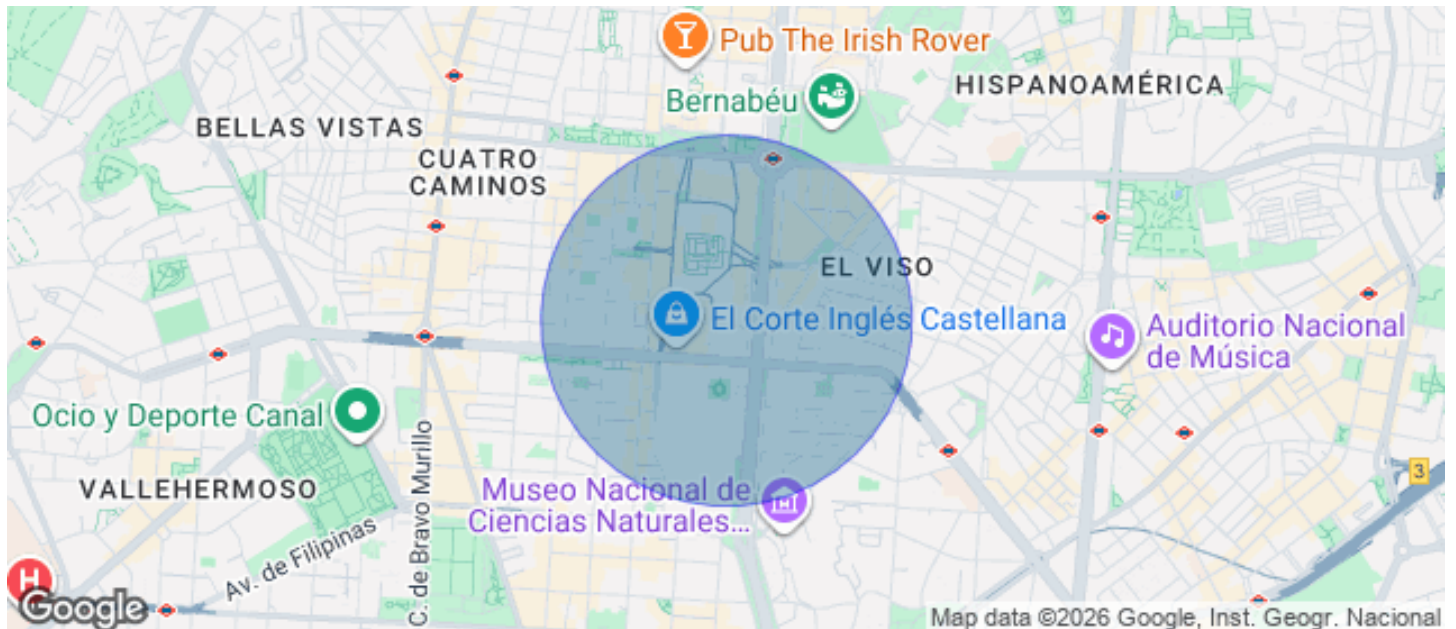 Pub The Irish Rover
Bernabéu
HISPANOAMÉRICA
BELLAS VISTAS
CUATRO
CAMINOS
EL VISO
El Corte Inglés Castellana
Auditorio Nacional
de Música
Ocio y Deporte Canal
C. de Bravo Murillo
VALLEHERMOSO
Museo Nacional de
Ciencias Naturales...
3
Av. de Filipinas
H
Google
Map data ©2026 Google, Inst. Geogr. Nacional